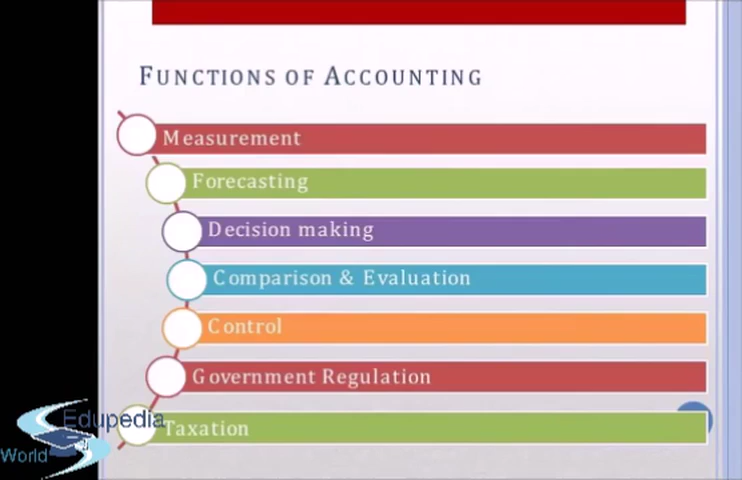 FUNCTIONS OF ACCOUNTING
Measurement
Forecasting
Decision making
Comparison & Evaluation
Control
Government Regulation
Taxation
Edupedia
World